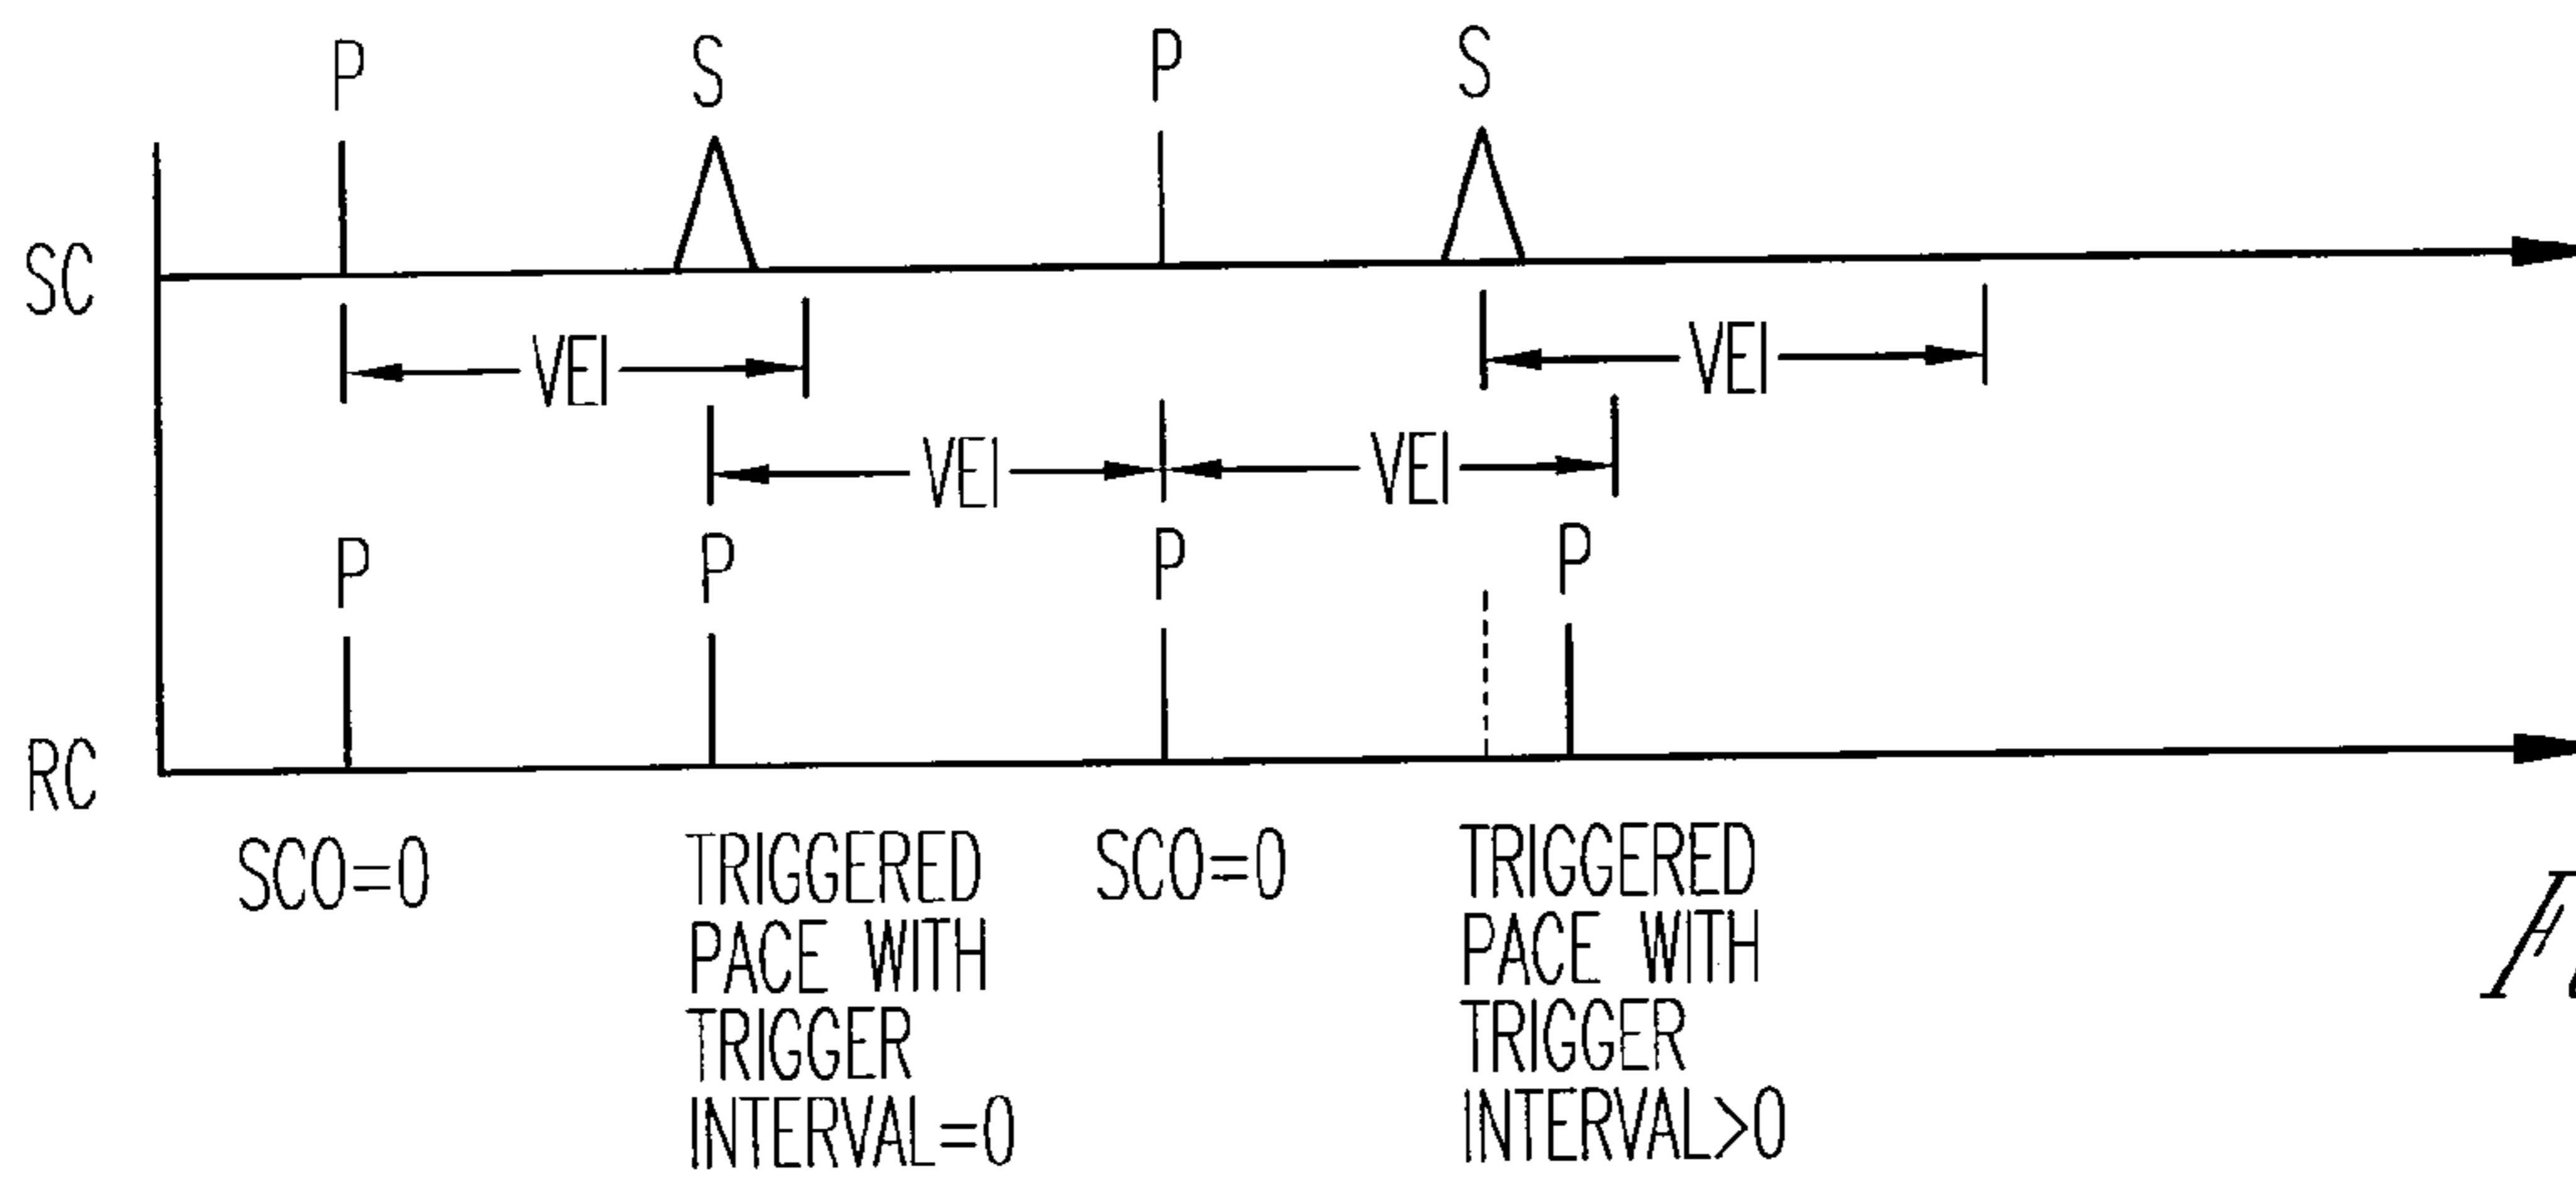 P S P S
SC
VEI VEI
VEI VEI
P P P P
RC
SCO=0
TRIGGERED
PACE WITH
TRIGGER
INTERVAL=0
SCO=0
TRIGGERED
PACE WITH
TRIGGER
INTERVAL>0